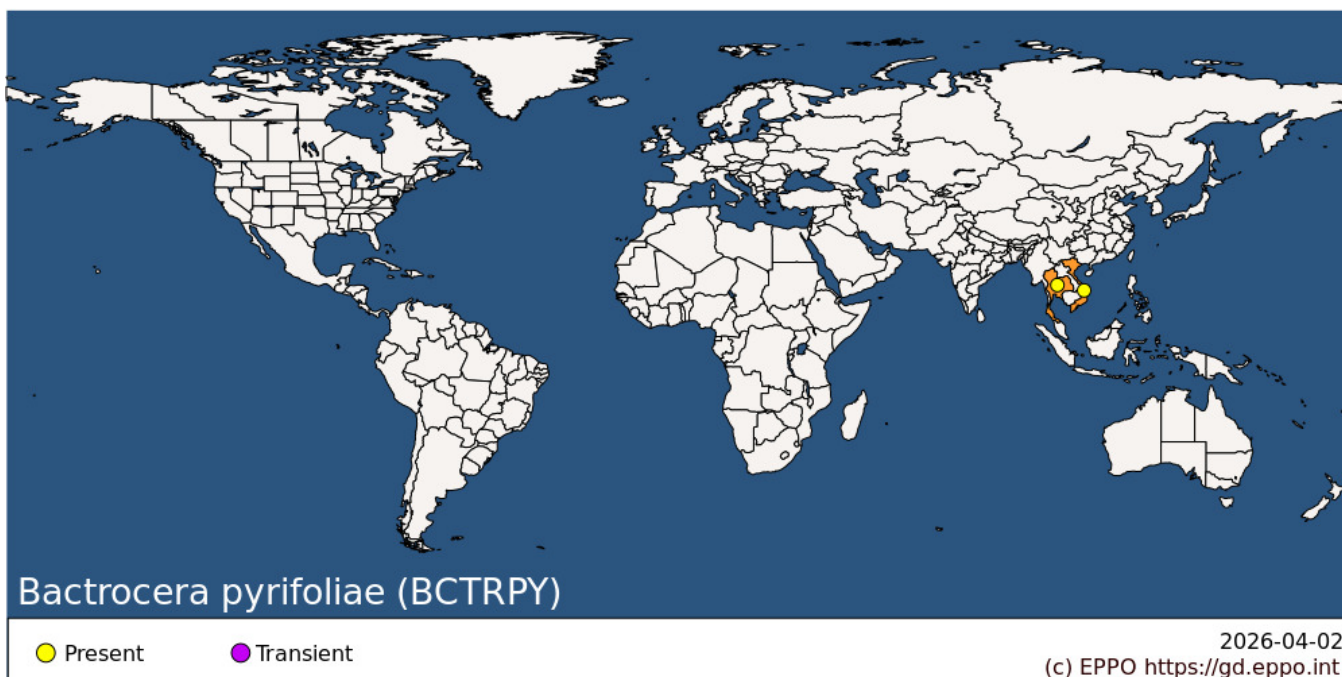 Bactrocera pyrifoliae (BCTRPY)
Present
Transient
2026-04-02
(c) EPPO https://gd.eppo.int